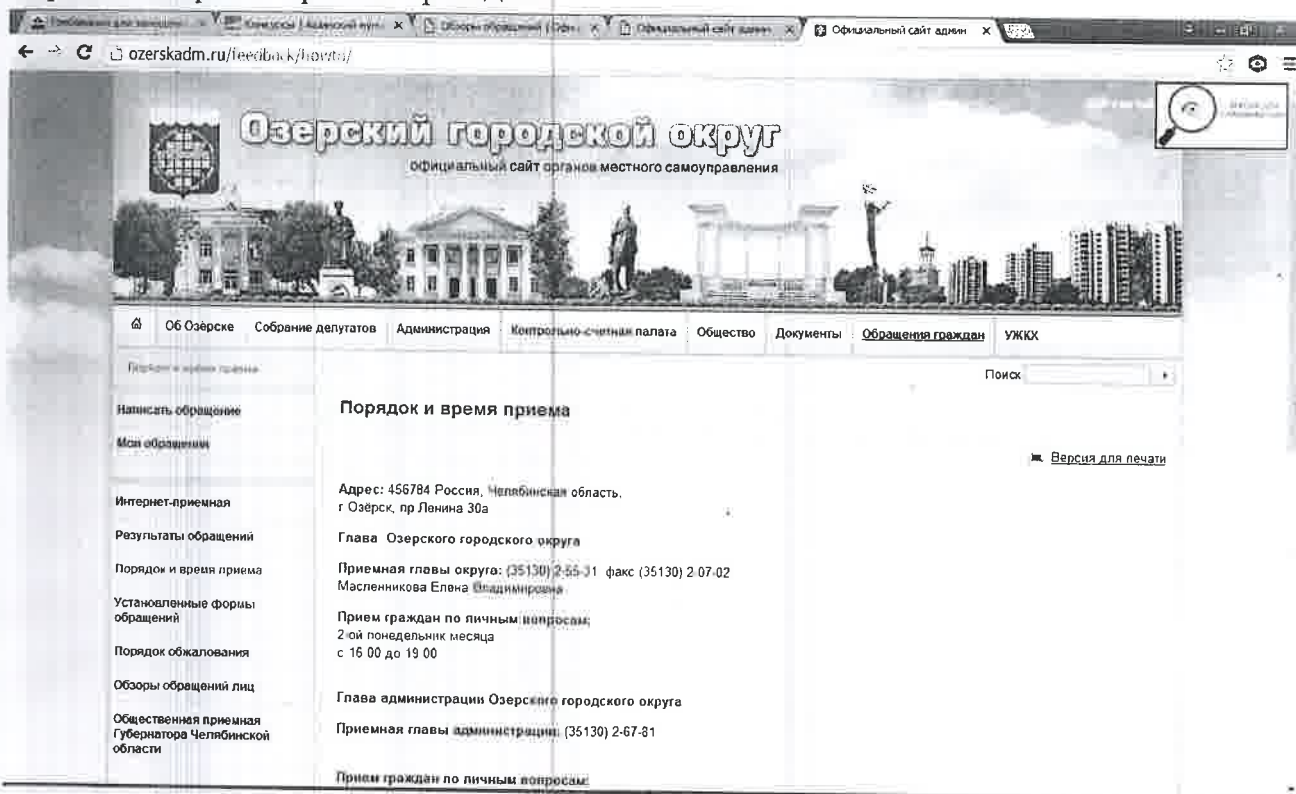 Официальный сайт админ
ozerskadm.ru/feedback/howto/
Озерский городской округ
официальный сайт органов местного самоуправления
Об Озёрске Собрание депутатов Администрация Контрольно-счетная палата Общество Документы Обращения граждан УЖКХ
Порядок и время приема
Поиск
Написать обращение
Мои обращения
Интернет-приемная
Результаты обращений
Порядок и время приема
Установленные формы
обращений
Порядок обжалования
Обзоры обращений лиц
Общественная приемная
Губернатора Челябинской
области
Порядок и время приема
Версия для печати
Адрес: 456784 Россия, Челябинская область,
г Озёрск, пр Ленина 30а
Глава Озерского городского округа
Приемная главы округа: (35130) 2-55-31 факс (35130) 2-07-02
Масленникова Елена Владимировна
Прием граждан по личным вопросам:
2-ой понедельник месяца
с 16 00 до 19 00
Глава администрации Озерского городского округа
Приемная главы администрации: (35130) 2-67-81
Прием граждан по личным вопросам: